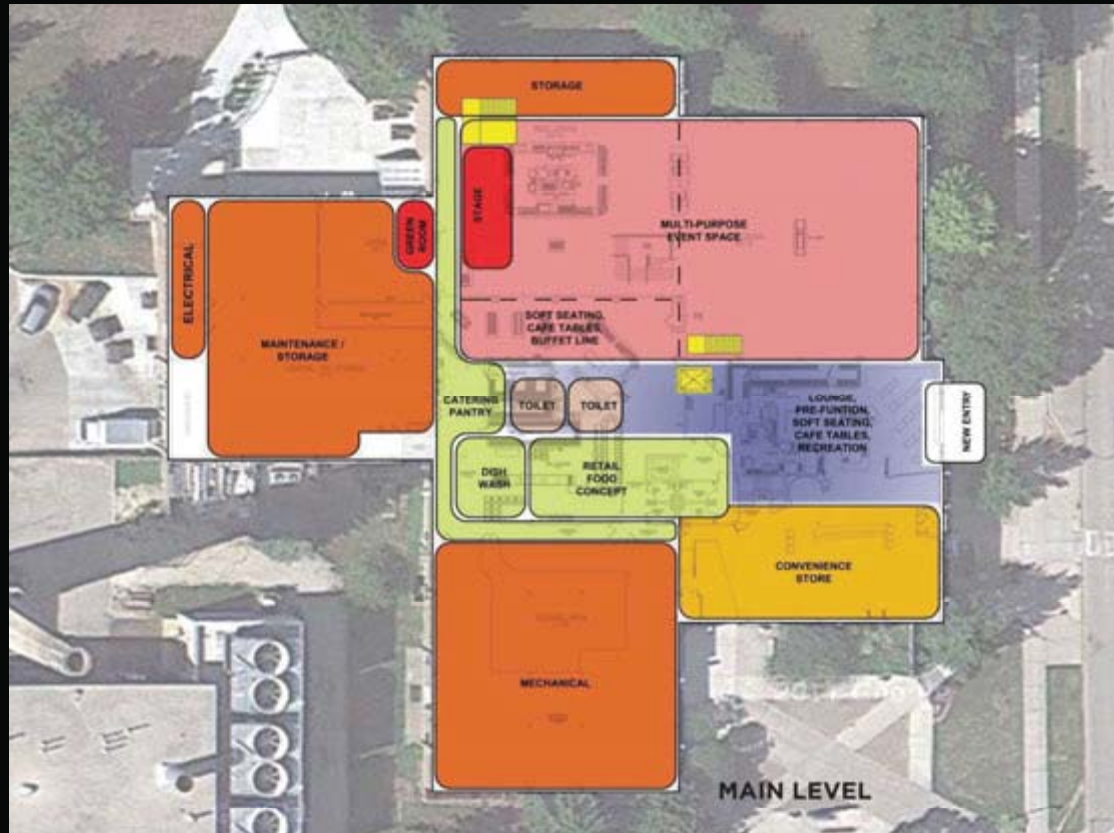 STORAGE
STAGE
GREEN
ROOM
MULTI-PURPOSE
EVENT SPACE
ELECTRICAL
MAINTENANCE /
STORAGE
SOFT SEATING,
CAFE TABLES,
BUFFET LINE
CATERING
PANTRY
TOILET
TOILET
LOUNGE,
PRE-FUNTION,
SOFT SEATING,
CAFE TABLES,
RECREATION
NEW ENTRY
DISH
WASH
RETAIL
FOOD
CONCEPT
CONVENIENCE
STORE
MECHANICAL
MAIN LEVEL